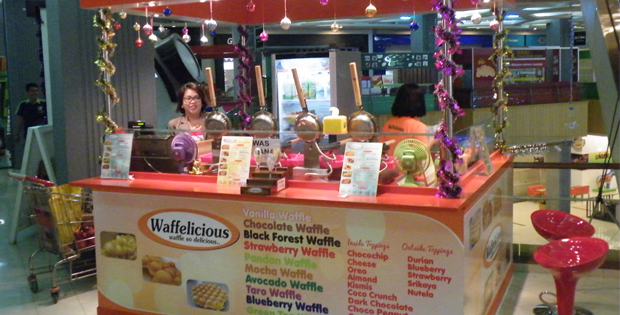 Waffelicious
waffle so delicious...
Vanilla Waffle
Chocolate Waffle
Black Forest Waffle
Strawberry Waffle
Pandan Waffle
Mocha Waffle
Avocado Waffle
Taro Waffle
Blueberry Waffle
Green
Inside Toppings
Chocochip
Cheese
Oreo
Almond
Kismis
Coco Crunch
Dark Chocolate
Choco Peanut
Outside Toppings
Durian
Blueberry
Strawberry
Srikaya
Nutela
WAS